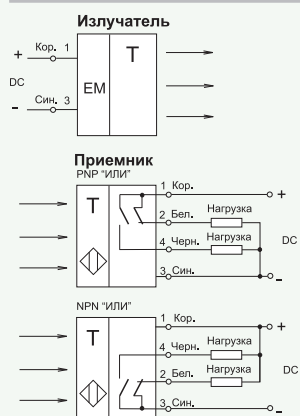 Излучатель
+ Кор. 1 T
DC EM
- Син. 3
Приемник
PNP "ИЛИ"
T 1 Кор. +
2 Бел. Нагрузка
4 Черн. Нагрузка DC
3 Син. -
NPN "ИЛИ"
T 1 Кор. +
4 Черн. Нагрузка
2 Бел. Нагрузка DC
3 Син. -